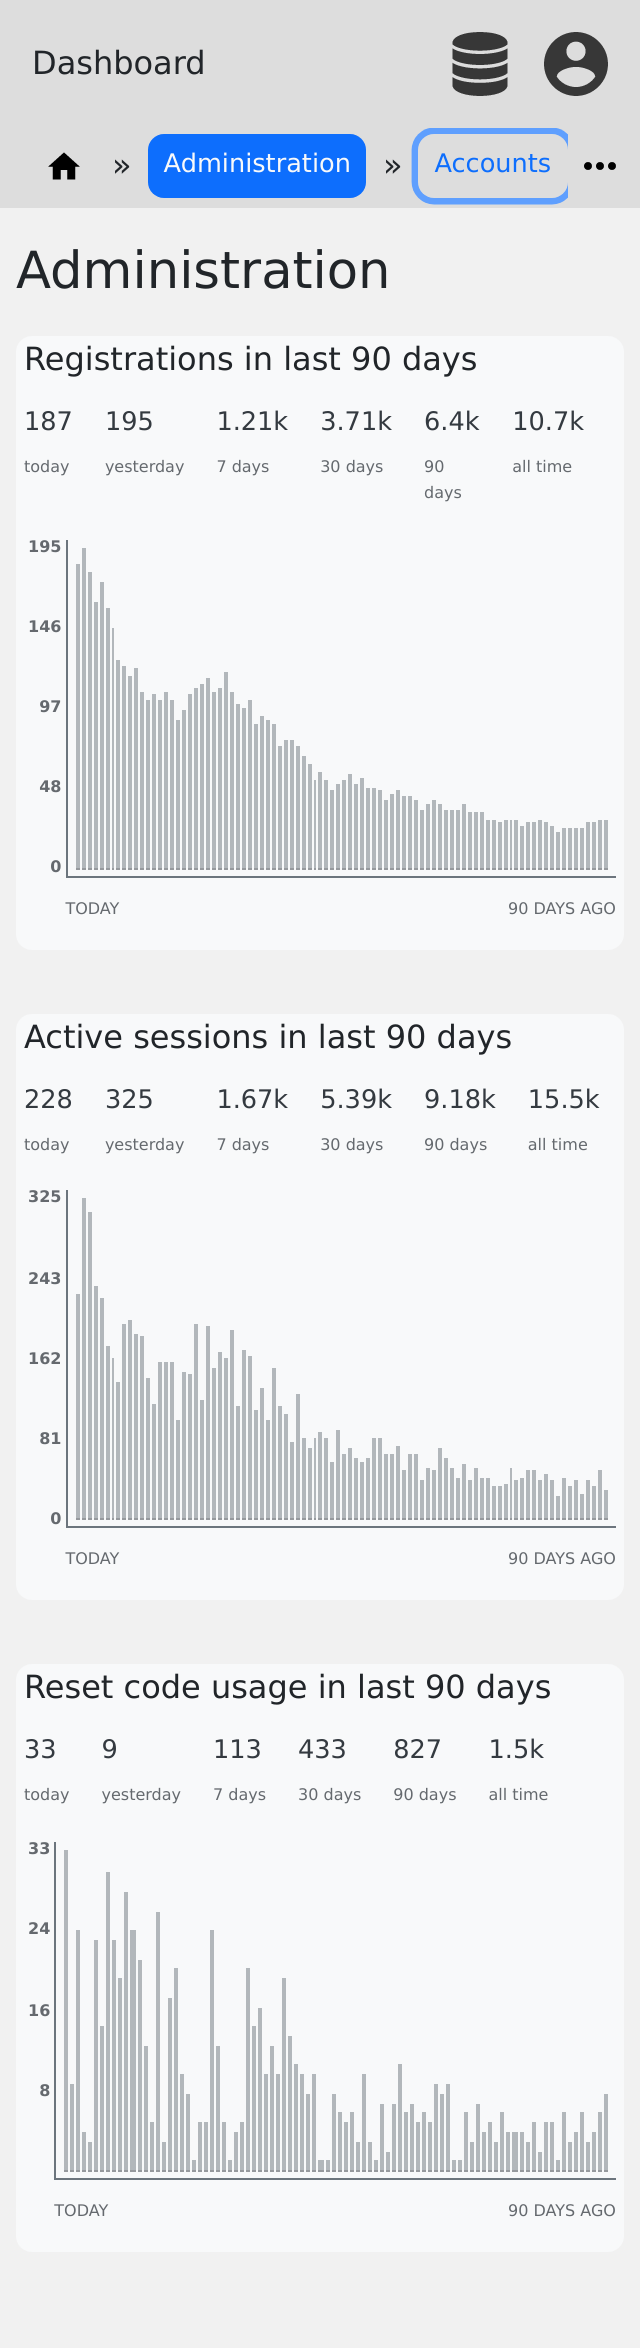 Dashboard
» Administration » Accounts
Administration
Registrations in last 90 days
187 195 1.21k 3.71k 6.4k 10.7k
today yesterday 7 days 30 days 90 days all time
195
146
97
48
0
TODAY 90 DAYS AGO
Active sessions in last 90 days
228 325 1.67k 5.39k 9.18k 15.5k
today yesterday 7 days 30 days 90 days all time
325
243
162
81
0
TODAY 90 DAYS AGO
Reset code usage in last 90 days
33 9 113 433 827 1.5k
today yesterday 7 days 30 days 90 days all time
33
24
16
8
TODAY 90 DAYS AGO